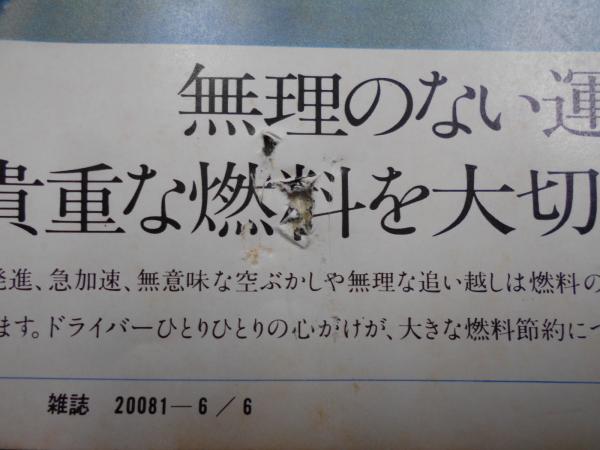 無理のない運
貴重な燃料を大切
発進、急加速、無意味な空ぶかしや無理な追い越しは燃料の
ます。ドライバーひとりひとりの心がけが、大きな燃料節約につ
雑誌 20081―6／6